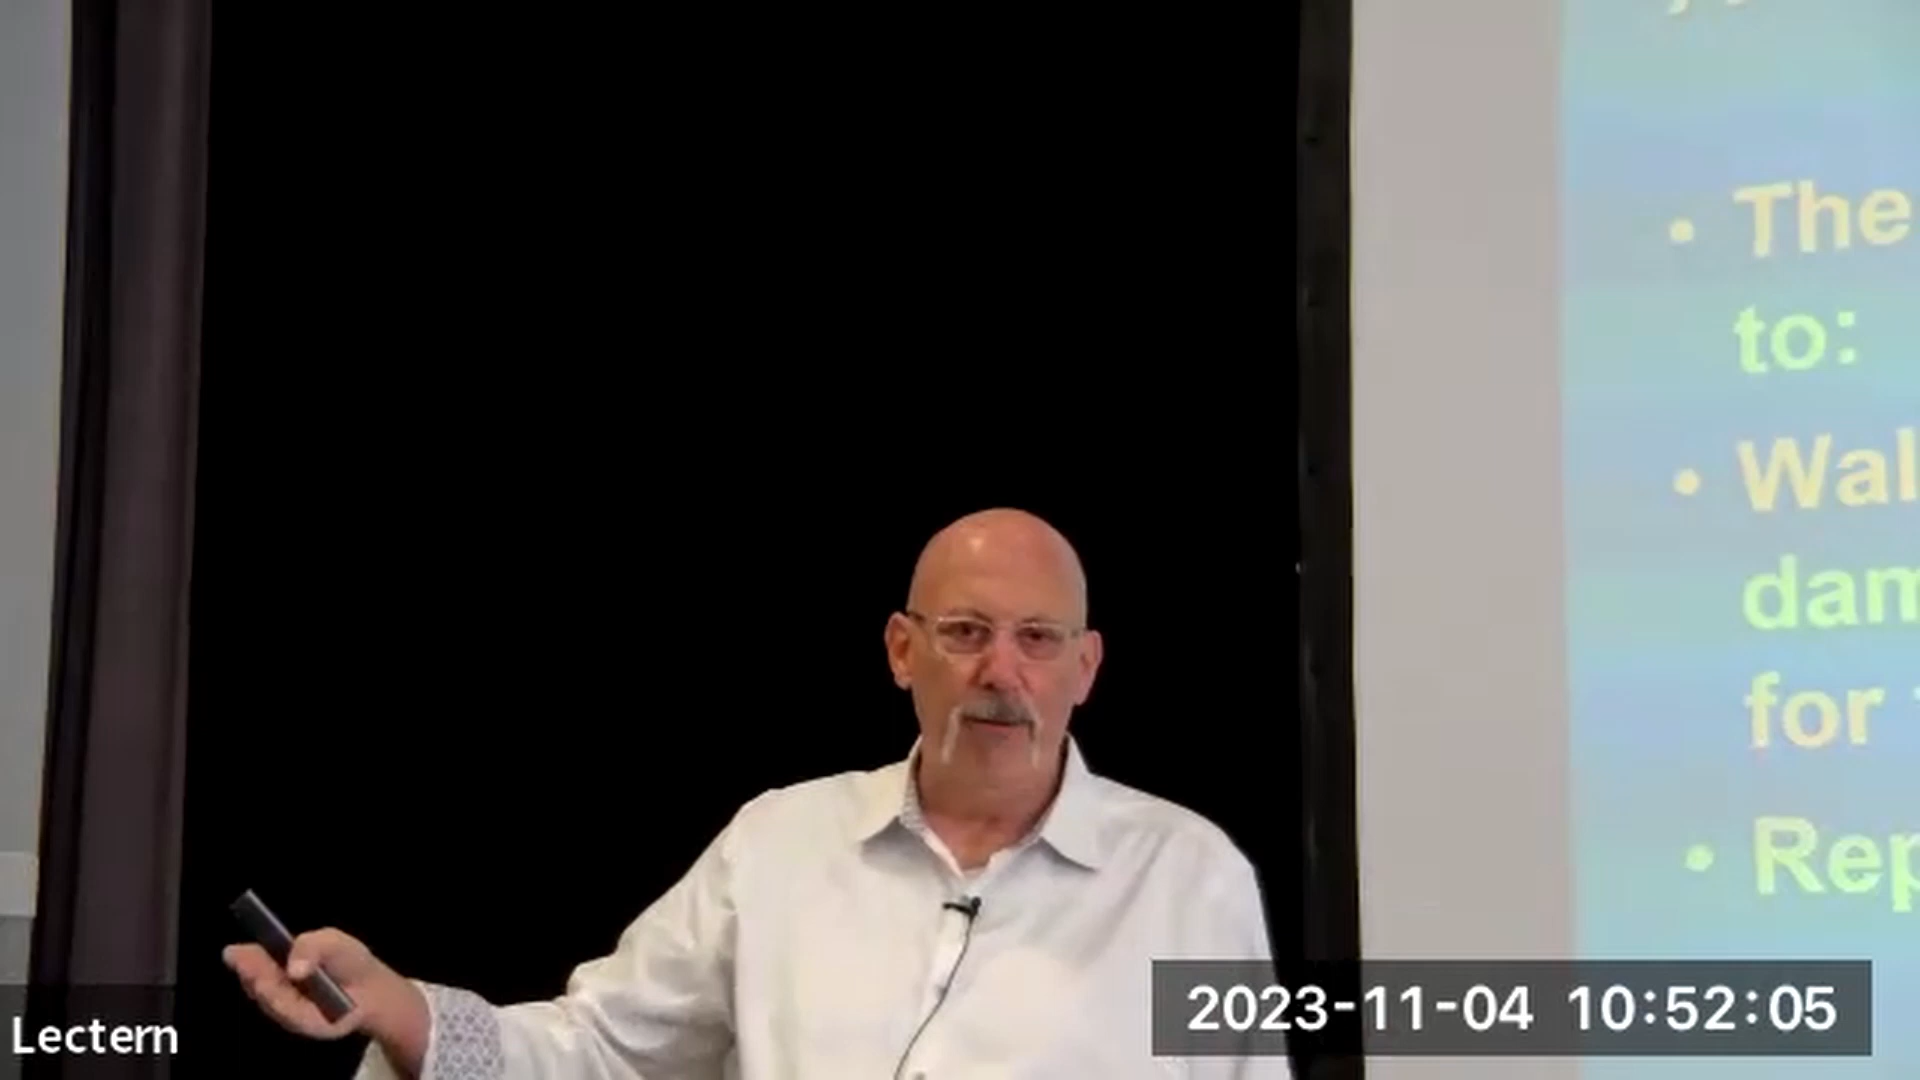 • The
to:
• Wal
dam
for
• Rep
Lectern
2023-11-04 10:52:05